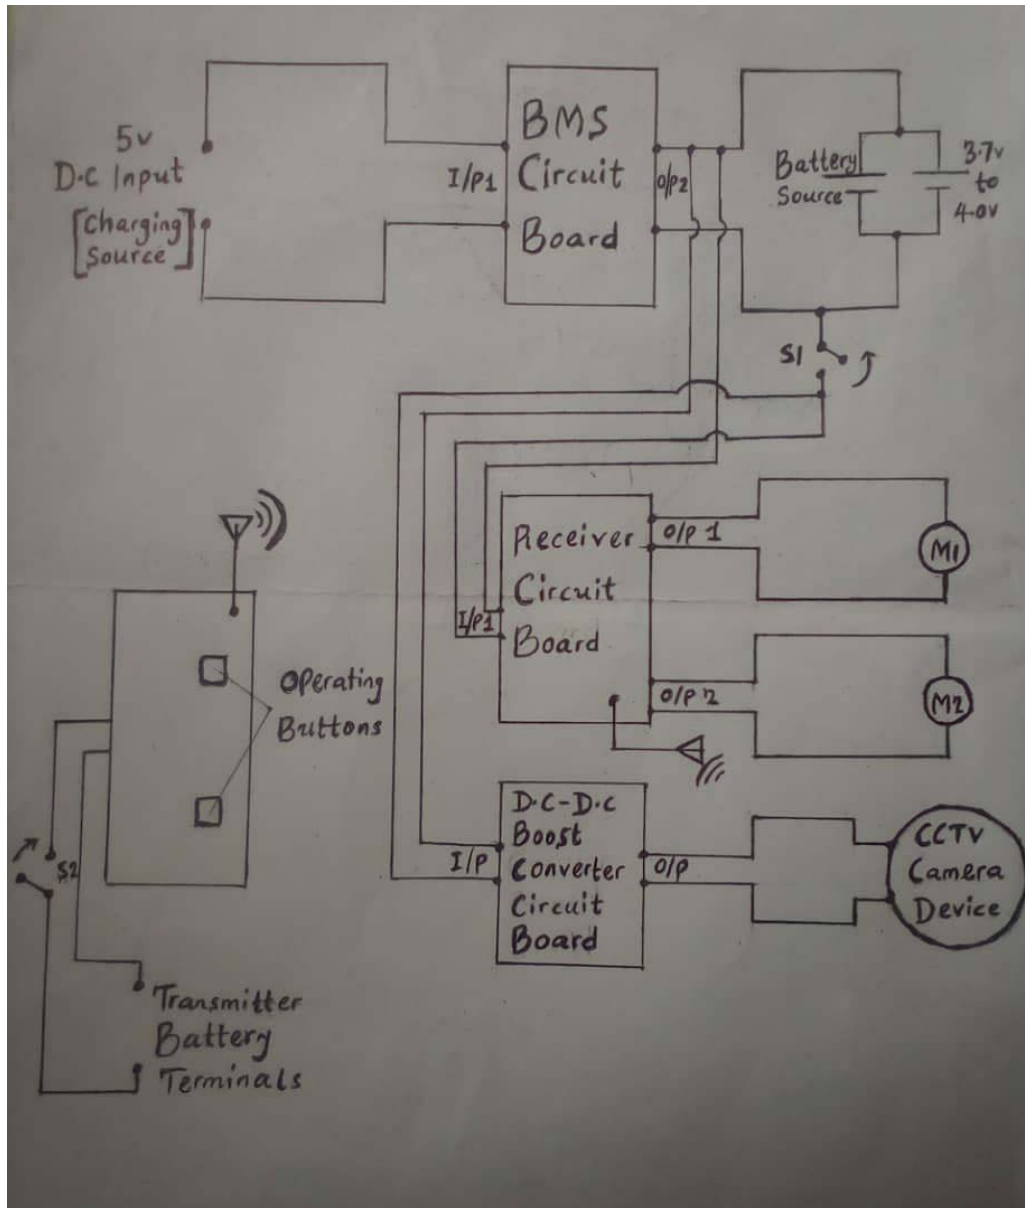 5v
D.C Input
[Charging
Source]
I/P1
BMS
Circuit
Board
O/P2
Battery
Source
3.7v
to
4.0v
S1
Receiver
Circuit
Board
I/P1
O/P 1
M1
O/P 2
M2
Operating
Buttons
S2
Transmitter
Battery
Terminals
D.C-D.C
Boost
Converter
Circuit
Board
I/P
O/P
CCTV
Camera
Device